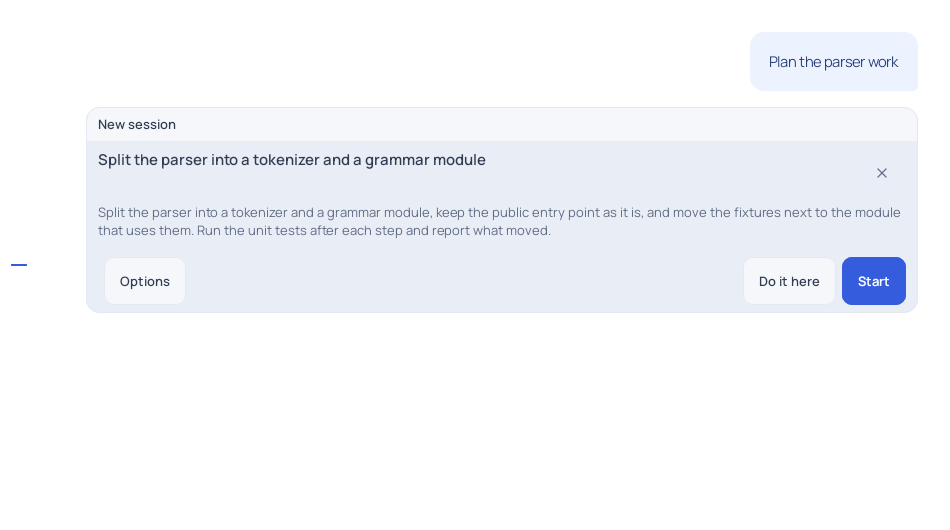 Plan the parser work
New session
Split the parser into a tokenizer and a grammar module
Split the parser into a tokenizer and a grammar module, keep the public entry point as it is, and move the fixtures next to the module
that uses them. Run the unit tests after each step and report what moved.
Options
Do it here
Start